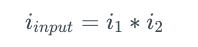 i_{input} = i_1 * i_2